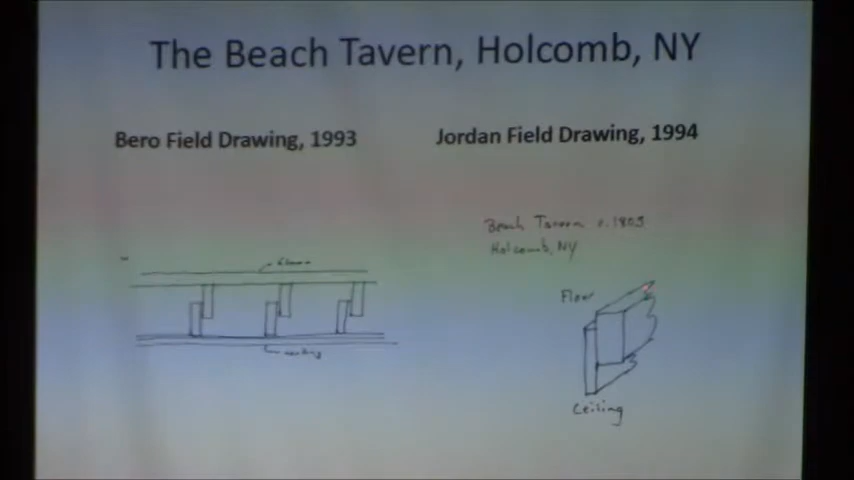 The Beach Tavern, Holcomb, NY
Bero Field Drawing, 1993
Jordan Field Drawing, 1994
Beach Tavern c.1805
Holcomb, NY
Floor
Ceiling